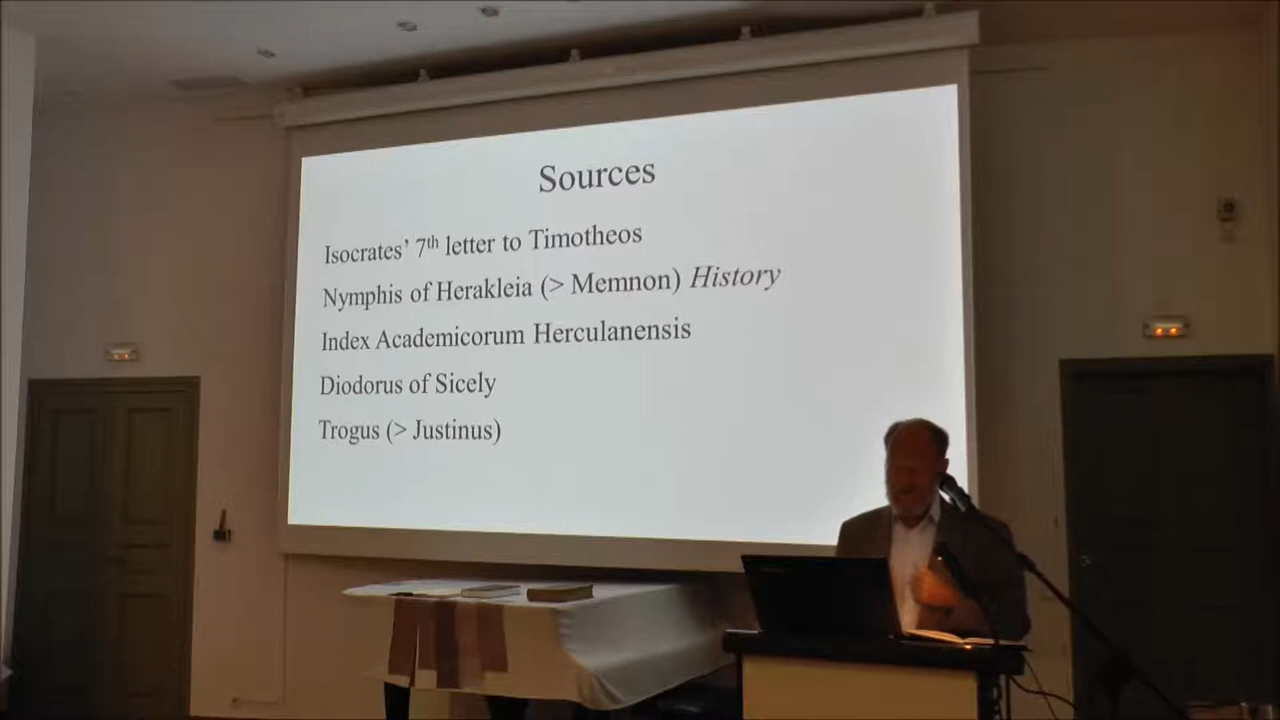 Sources
Isocrates’ 7th letter to Timotheos
Nymphis of Herakleia (> Memnon) History
Index Academicorum Herculanensis
Diodorus of Sicely
Trogus (> Justinus)